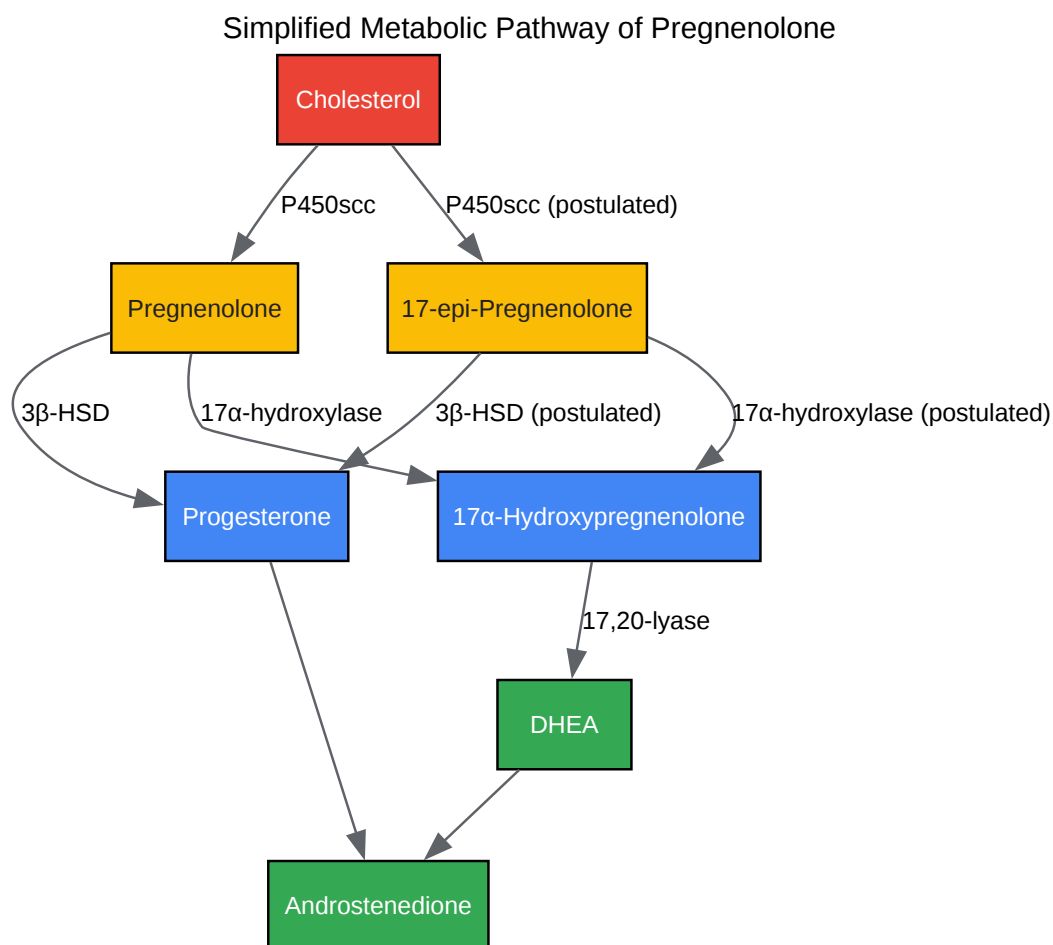 Simplified Metabolic Pathway of Pregnenolone
Cholesterol
P450scc
P450scc (postulated)
Pregnenolone
17-epi-Pregnenolone
3β-HSD
17α-hydroxylase
3β-HSD (postulated)
17α-hydroxylase (postulated)
Progesterone
17α-Hydroxypregnenolone
17,20-lyase
DHEA
Androstenedione